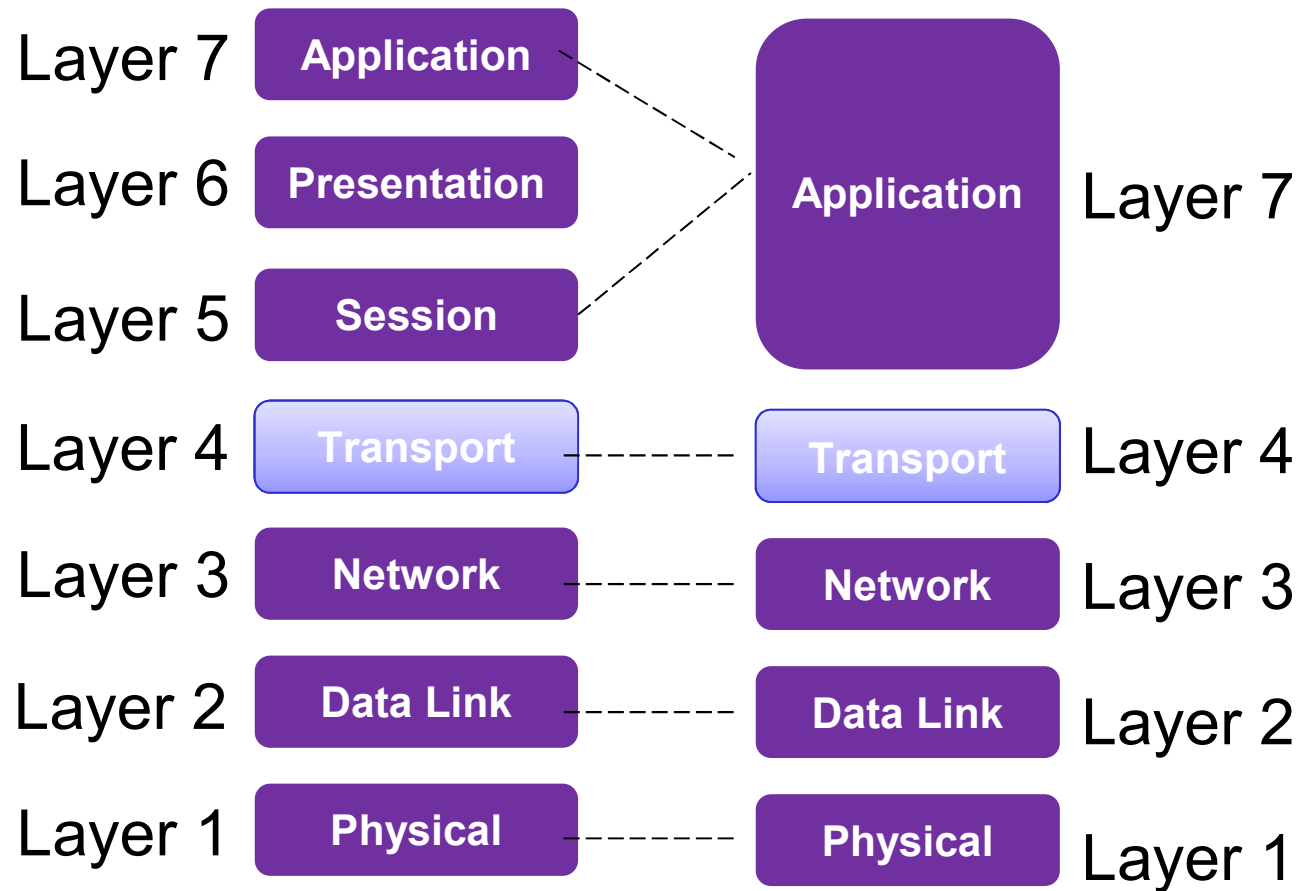 Layer 7 Application
Layer 6 Presentation
Layer 5 Session
Layer 4 Transport
Layer 3 Network
Layer 2 Data Link
Layer 1 Physical
Application Layer 7
Transport Layer 4
Network Layer 3
Data Link Layer 2
Physical Layer 1